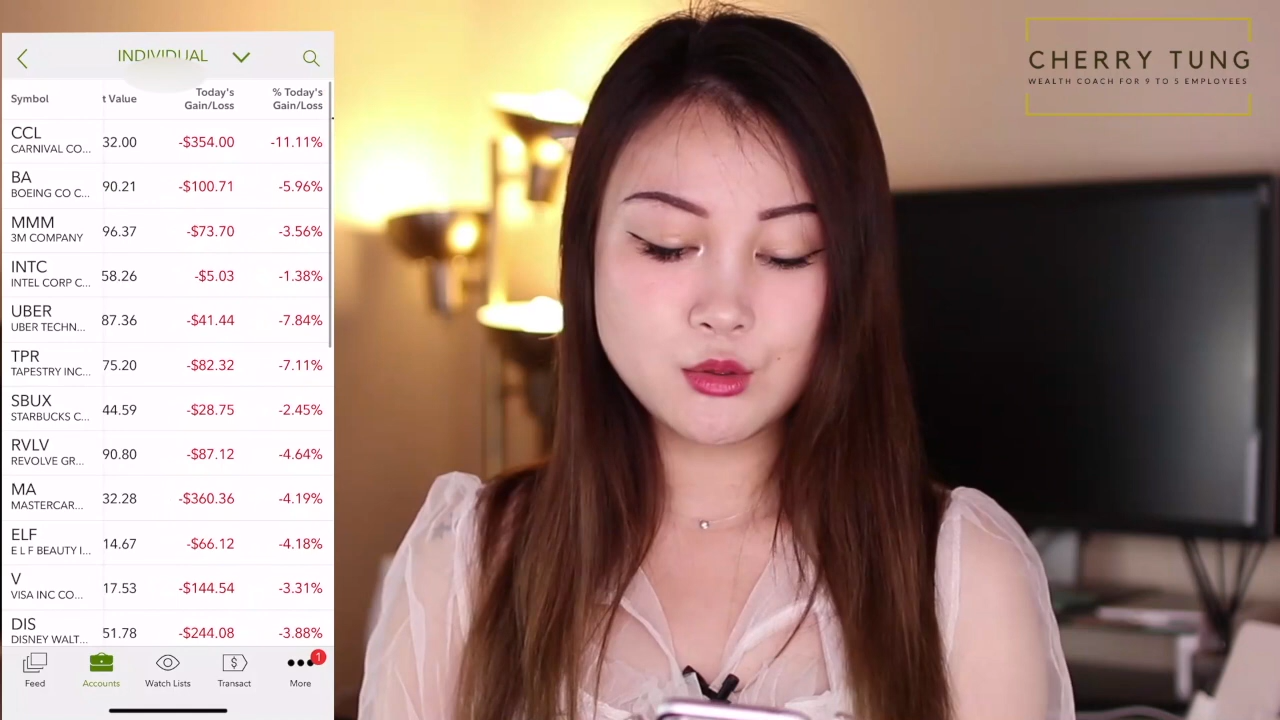 INDIVIDUAL
Symbol t Value Today's Gain/Loss % Today's Gain/Loss
CCL 32.00 -$354.00 -11.11%
CARNIVAL CO...
BA 90.21 -$100.71 -5.96%
BOEING CO C...
MMM 96.37 -$73.70 -3.56%
3M COMPANY
INTC 58.26 -$5.03 -1.38%
INTEL CORP C...
UBER 87.36 -$41.44 -7.84%
UBER TECHN...
TPR 75.20 -$82.32 -7.11%
TAPESTRY INC...
SBUX 44.59 -$28.75 -2.45%
STARBUCKS C...
RVLV 90.80 -$87.12 -4.64%
REVOLVE GR...
MA 32.28 -$360.36 -4.19%
MASTERCAR...
ELF 14.67 -$66.12 -4.18%
E L F BEAUTY I...
V 17.53 -$144.54 -3.31%
VISA INC CO...
DIS 51.78 -$244.08 -3.88%
DISNEY WALT...
1
Feed Accounts Watch Lists Transact More
CHERRY TUNG
WEALTH COACH FOR 9 TO 5 EMPLOYEES